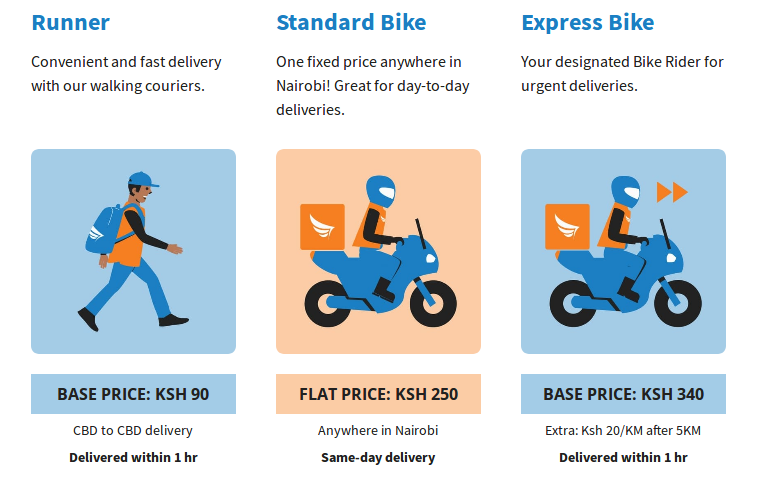 Runner
Convenient and fast delivery
with our walking couriers.
BASE PRICE: KSH 90
CBD to CBD delivery
Delivered within 1 hr
Standard Bike
One fixed price anywhere in
Nairobi! Great for day-to-day
deliveries.
FLAT PRICE: KSH 250
Anywhere in Nairobi
Same-day delivery
Express Bike
Your designated Bike Rider for
urgent deliveries.
BASE PRICE: KSH 340
Extra: Ksh 20/KM after 5KM
Delivered within 1 hr